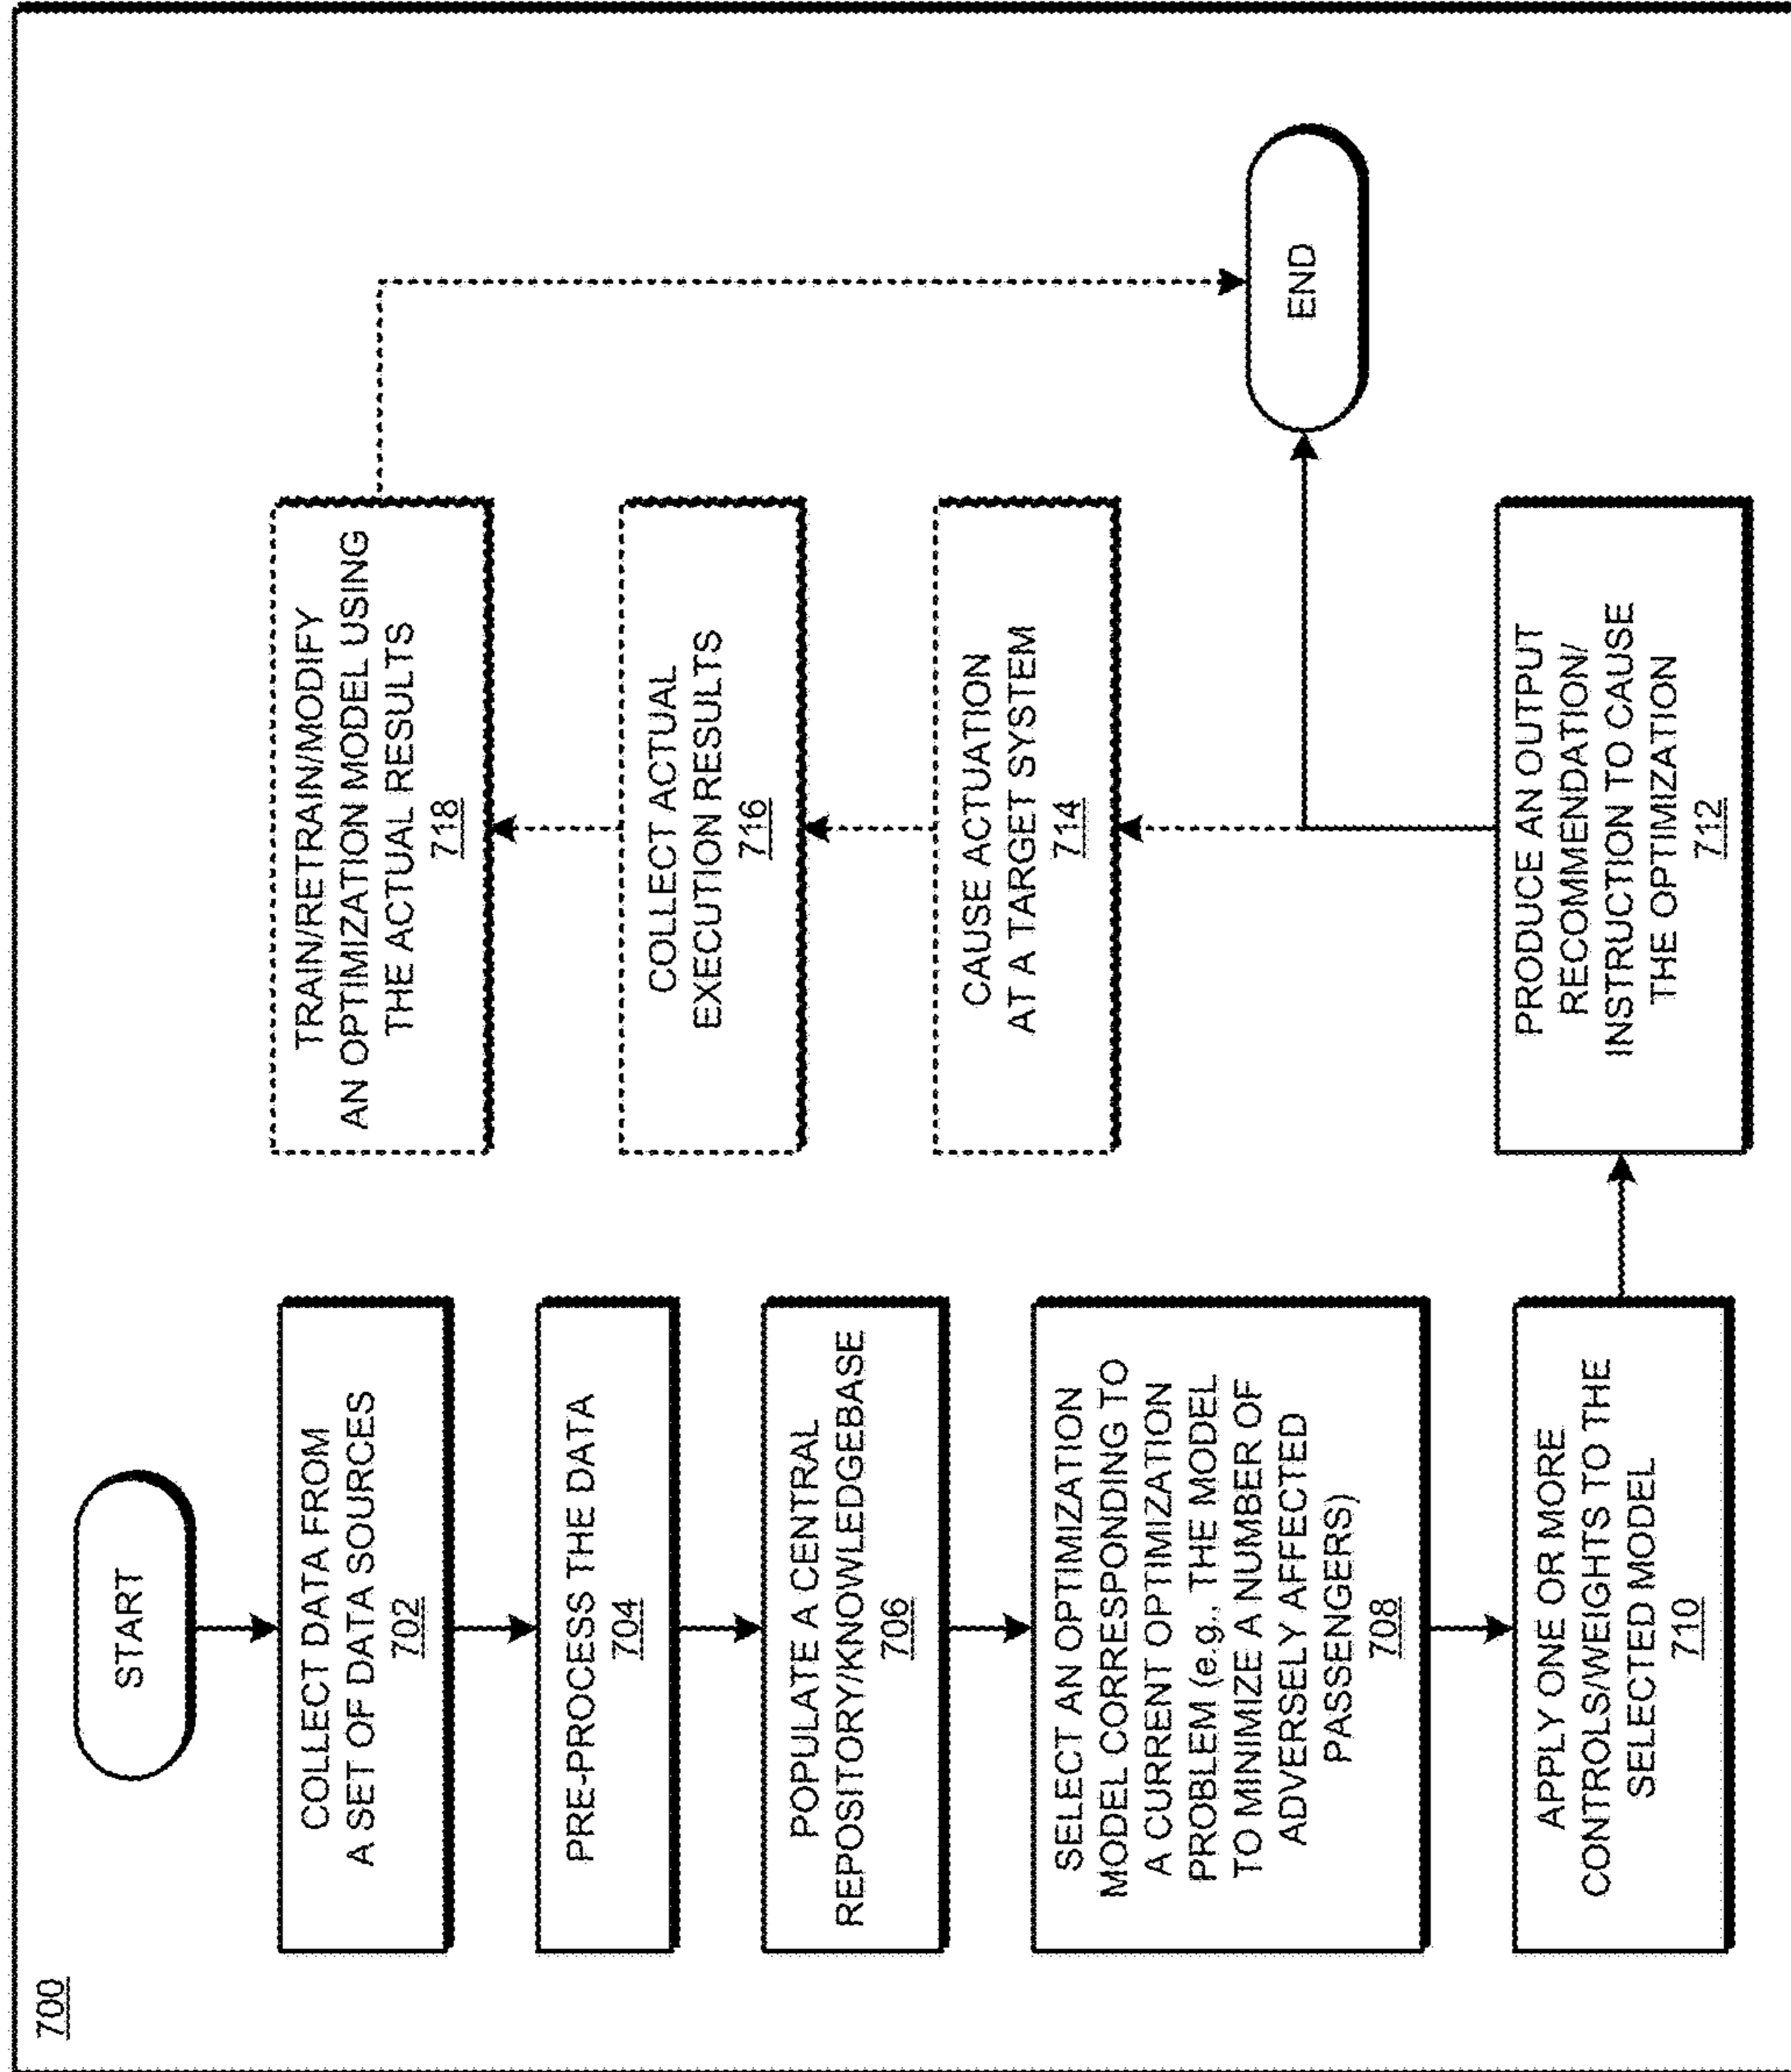 700
START
COLLECT DATA FROM
A SET OF DATA SOURCES
702
PRE-PROCESS THE DATA
704
POPULATE A CENTRAL
REPOSITORY/KNOWLEDGEBASE
706
SELECT AN OPTIMIZATION
MODEL CORRESPONDING TO
A CURRENT OPTIMIZATION
PROBLEM (e.g., THE MODEL
TO MINIMIZE A NUMBER OF
ADVERSELY AFFECTED
PASSENGERS)
708
APPLY ONE OR MORE
CONTROLS/WEIGHTS TO THE
SELECTED MODEL
710
PRODUCE AN OUTPUT
RECOMMENDATION/
INSTRUCTION TO CAUSE
THE OPTIMIZATION
712
CAUSE ACTUATION
AT A TARGET SYSTEM
714
COLLECT ACTUAL
EXECUTION RESULTS
716
TRAIN/RETRAIN/MODIFY
AN OPTIMIZATION MODEL USING
THE ACTUAL RESULTS
718
END